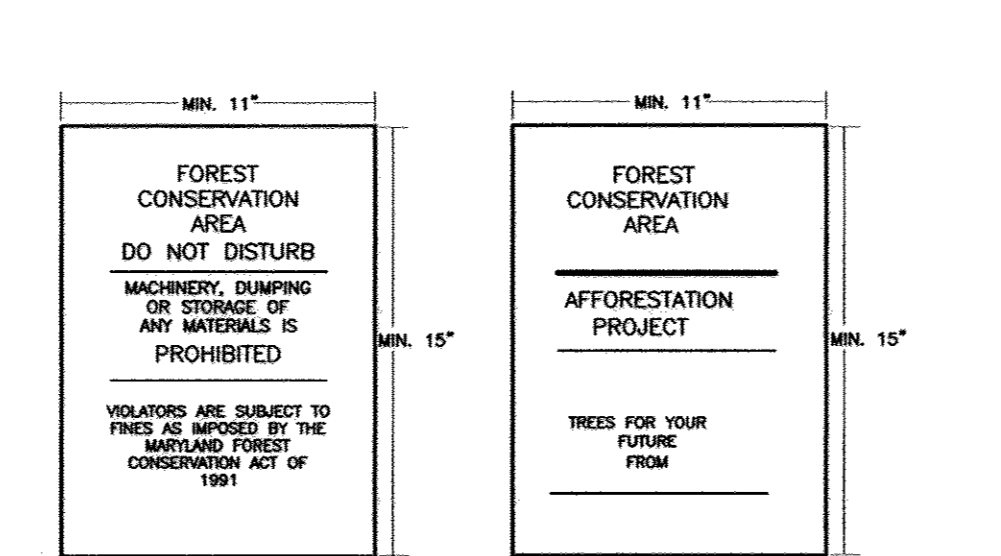 MIN. 11"
FOREST
CONSERVATION
AREA
DO NOT DISTURB
MACHINERY, DUMPING
OR STORAGE OF
ANY MATERIALS IS
PROHIBITED
VIOLATORS ARE SUBJECT TO
FINES AS IMPOSED BY THE
MARYLAND FOREST
CONSERVATION ACT OF
1991
MIN. 15"
MIN. 11"
FOREST
CONSERVATION
AREA
AFFORESTATION
PROJECT
TREES FOR YOUR
FUTURE
FROM
MIN. 15"